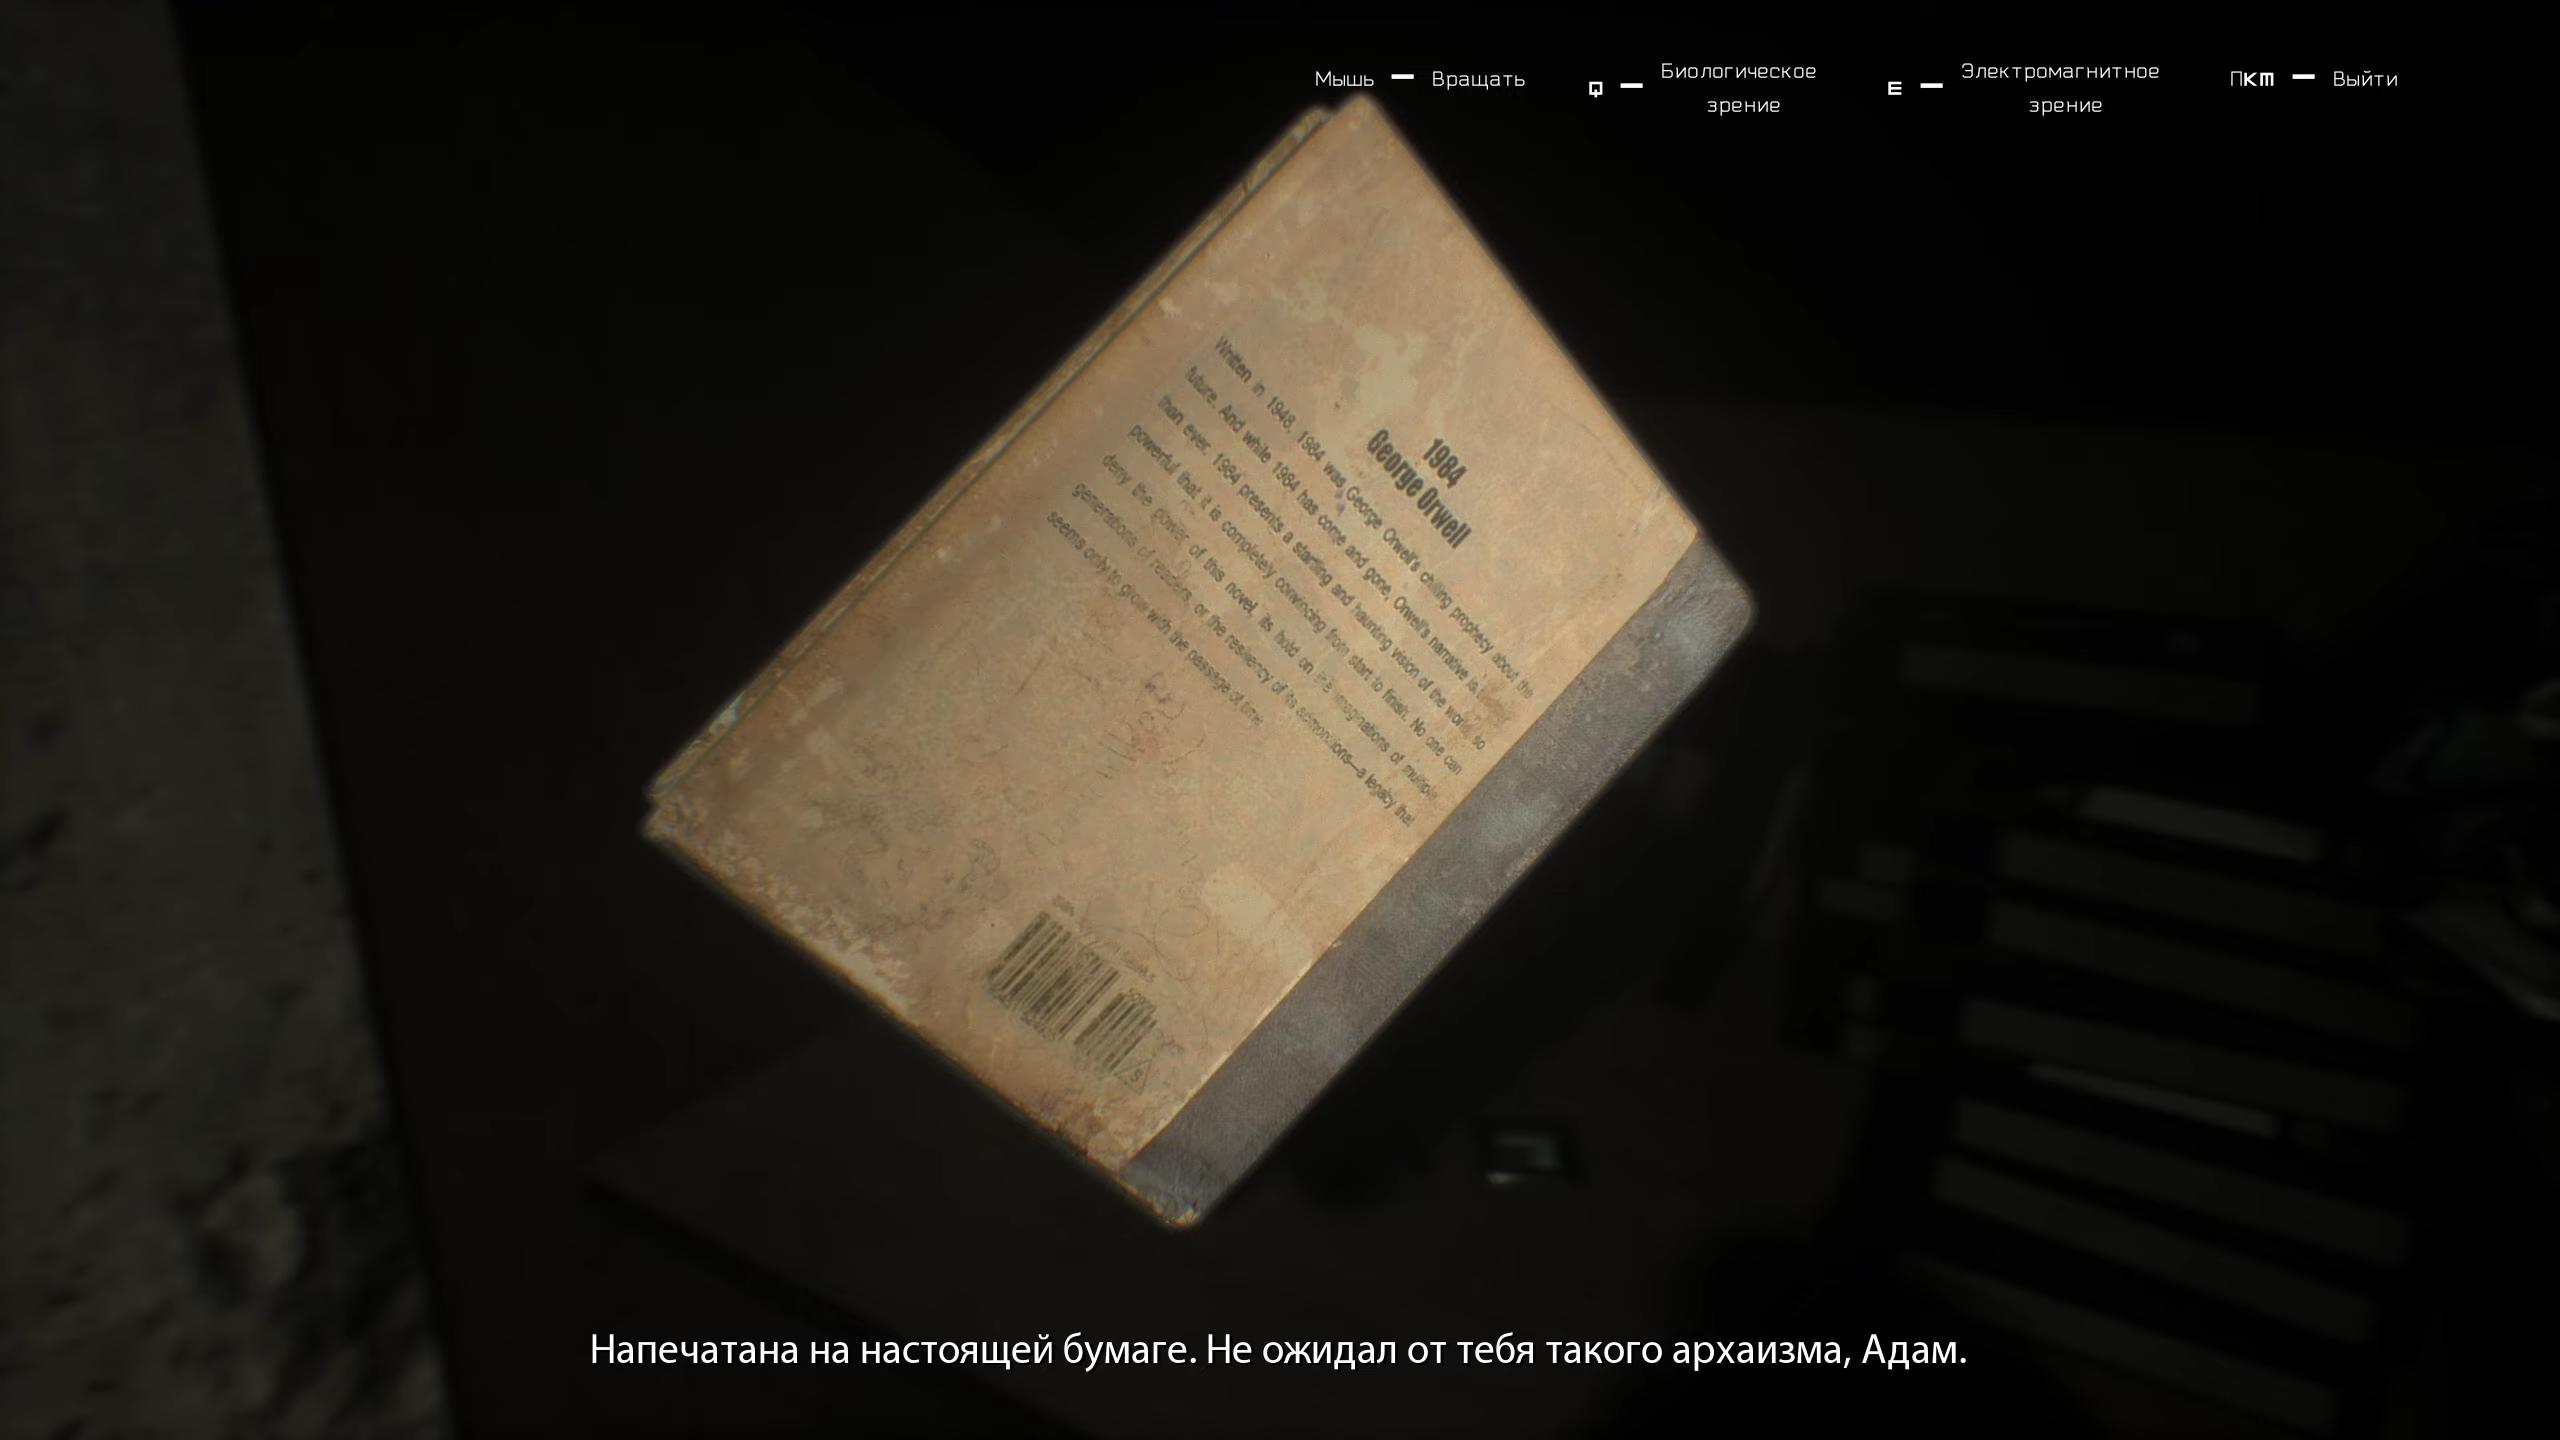 Мышь — Вращать
Q — Биологическое зрение
E — Электромагнитное зрение
ПКМ — Выйти
1984
George Orwell
Written in 1948, 1984 was George Orwell's chilling prophecy about the
future. And while 1984 has come and gone, Orwell's narrative is
than ever. 1984 presents a startling and haunting vision of the world, so
powerful that it is completely convincing from start to finish. No one can
deny the power of this novel, its hold on the imaginations of multiple
generations of readers, or the resiliency of its admonitions—a legacy that
seems only to grow with the passage of time.
Напечатана на настоящей бумаге. Не ожидал от тебя такого архаизма, Адам.